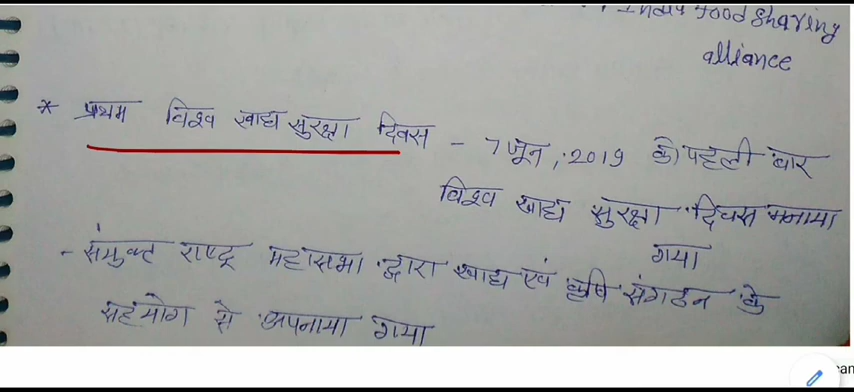 India Food Sharing
alliance
* प्रथम विश्व खाद्य सुरक्षा दिवस - 7 जून, 2019 को पहली बार
विश्व खाद्य सुरक्षा दिवस मनाया
गया
- संयुक्त राष्ट्र महासभा द्वारा खाद्य एवं कृषि संगठन के
सहयोग से अपनाया गया